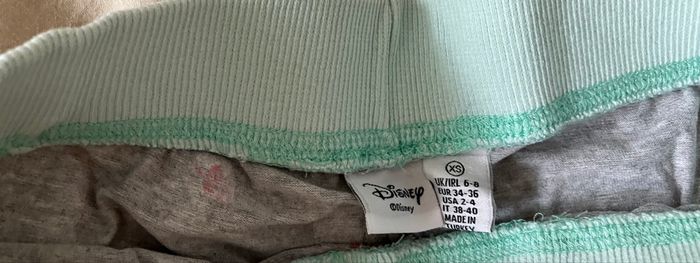 Disney
©Disney
XS
UK/IRL 6-8
EUR 34-36
USA 2-4
IT 38-40
MADE IN
TURKEY